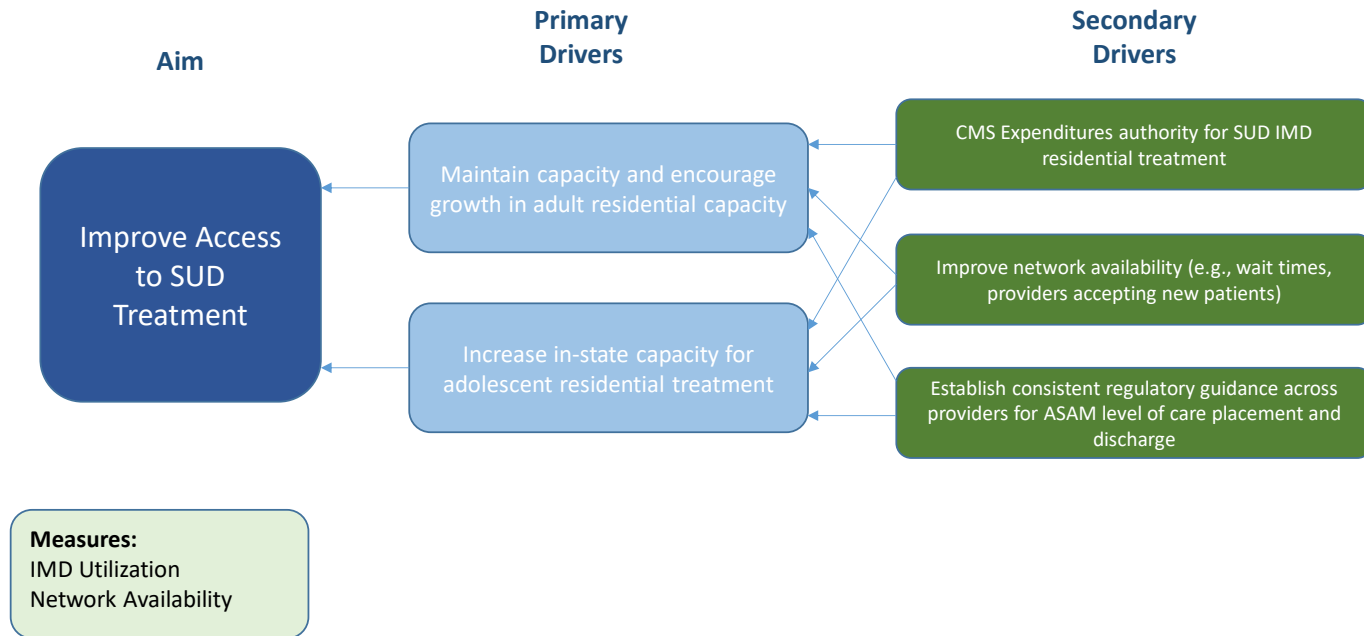 Aim
Primary
Drivers
Secondary
Drivers
Improve Access
to SUD
Treatment
Maintain capacity and encourage
growth in adult residential capacity
Increase in-state capacity for
adolescent residential treatment
CMS Expenditures authority for SUD IMD
residential treatment
Improve network availability (e.g., wait times,
providers accepting new patients)
Establish consistent regulatory guidance across
providers for ASAM level of care placement and
discharge
Measures:
IMD Utilization
Network Availability